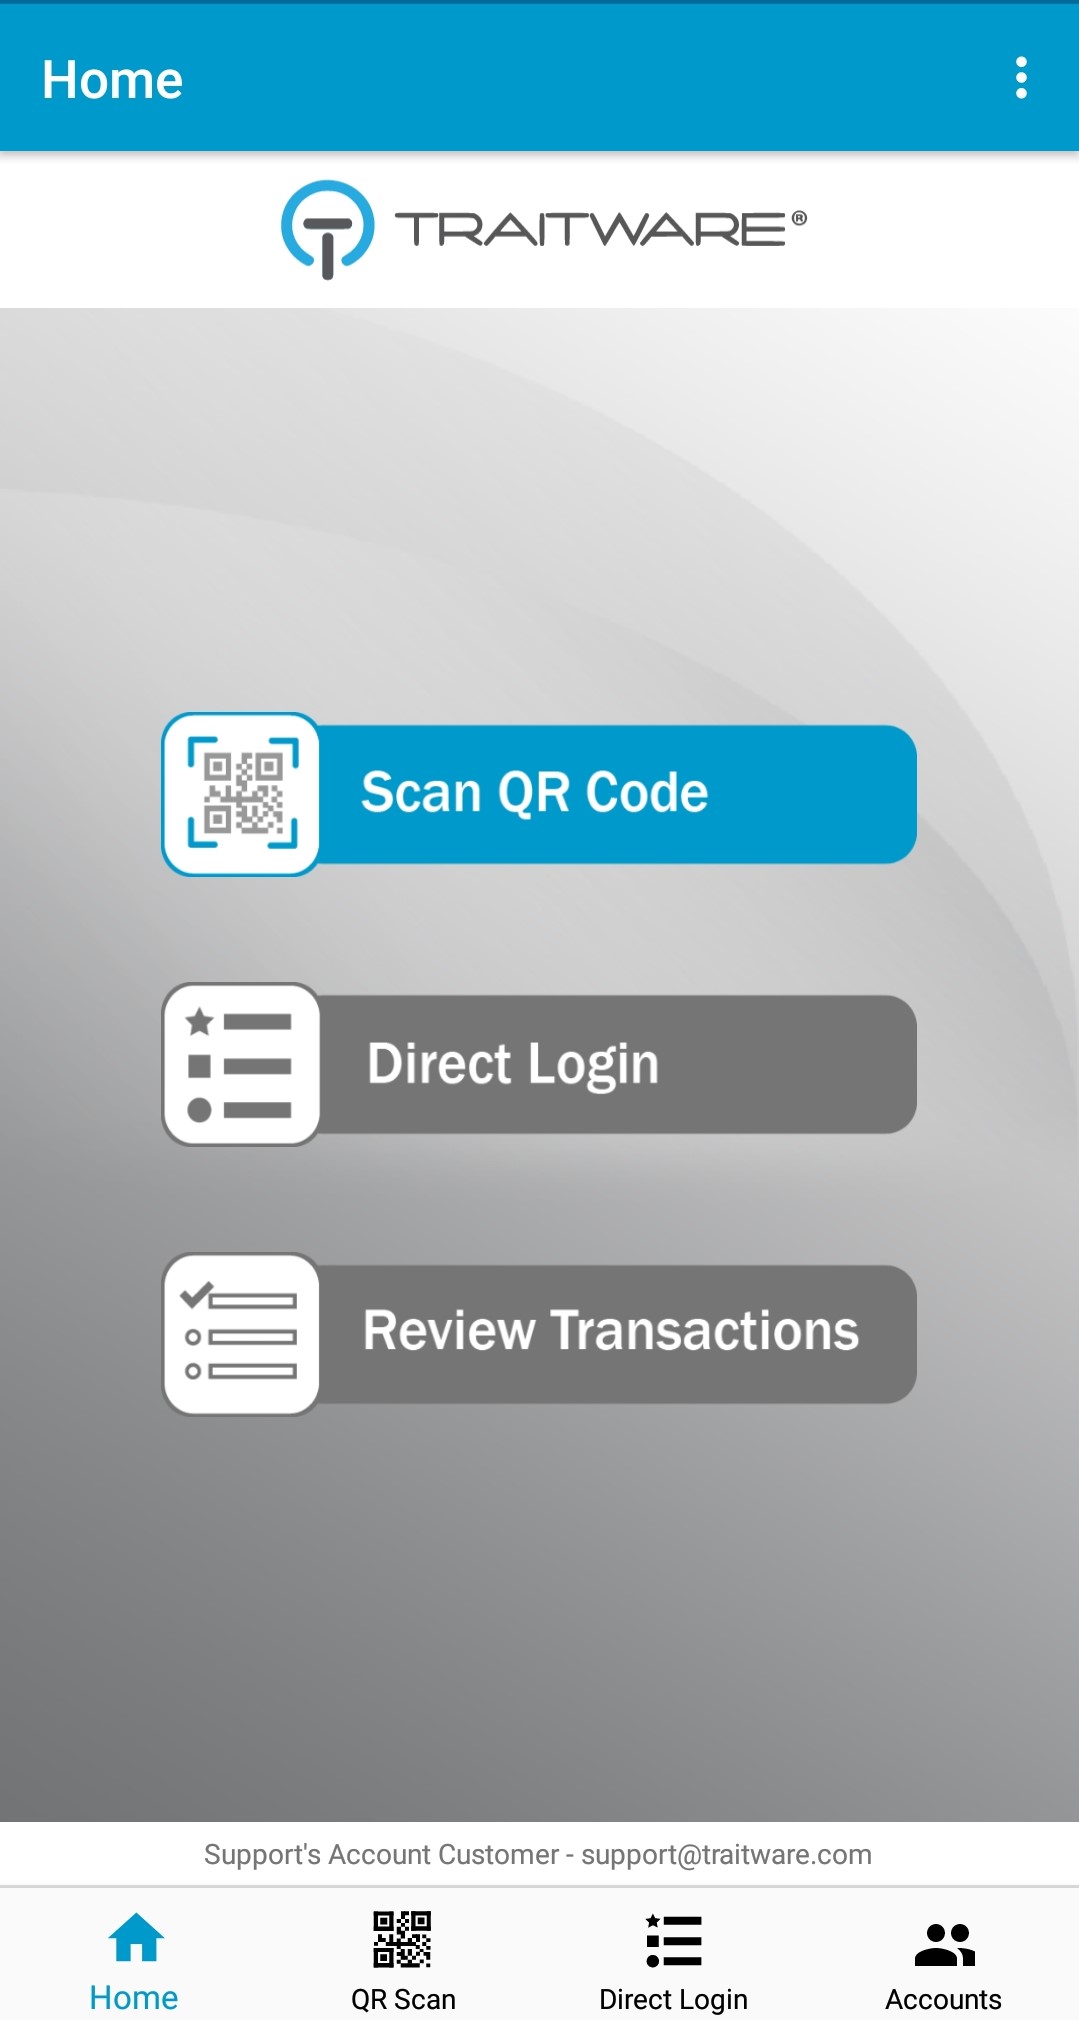 Home
TRAITWARE®
Scan QR Code
Direct Login
Review Transactions
Support's Account Customer - support@traitware.com
Home
QR Scan
Direct Login
Accounts